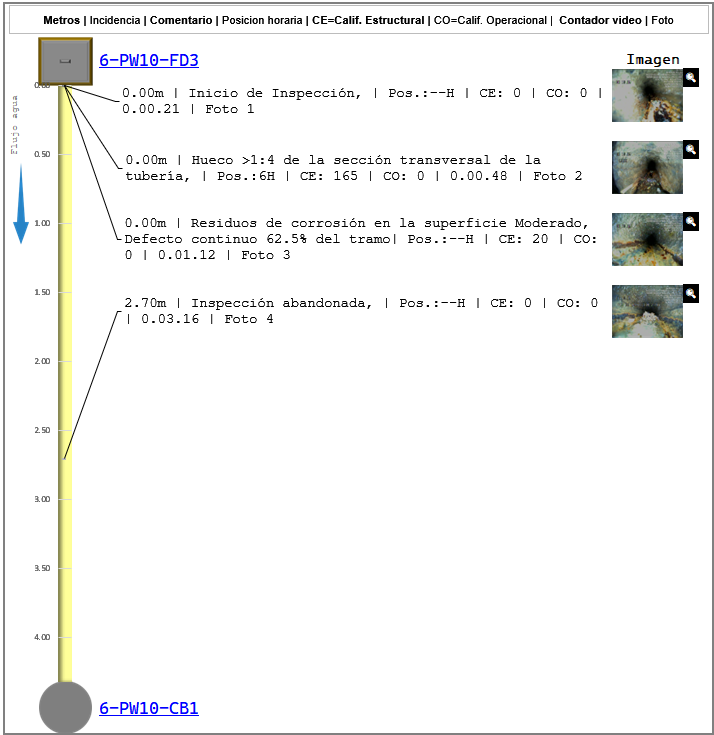 Metros | Incidencia | Comentario | Posicion horaria | CE=Calif. Estructural | CO=Calif. Operacional | Contador video | Foto
6-PW10-FD3
Imagen
0.00m | Inicio de Inspección, | Pos.:--H | CE: 0 | CO: 0 |
0.00.21 | Foto 1
0.00
Flujo agua
0.50
0.00m | Hueco >1:4 de la sección transversal de la
tubería, | Pos.:6H | CE: 165 | CO: 0 | 0.00.48 | Foto 2
1.00
0.00m | Residuos de corrosión en la superficie Moderado,
Defecto continuo 62.5% del tramo| Pos.:--H | CE: 20 | CO:
0 | 0.01.12 | Foto 3
1.50
2.70m | Inspección abandonada, | Pos.:--H | CE: 0 | CO: 0
| 0.03.16 | Foto 4
2.00
2.50
3.00
3.50
4.00
6-PW10-CB1